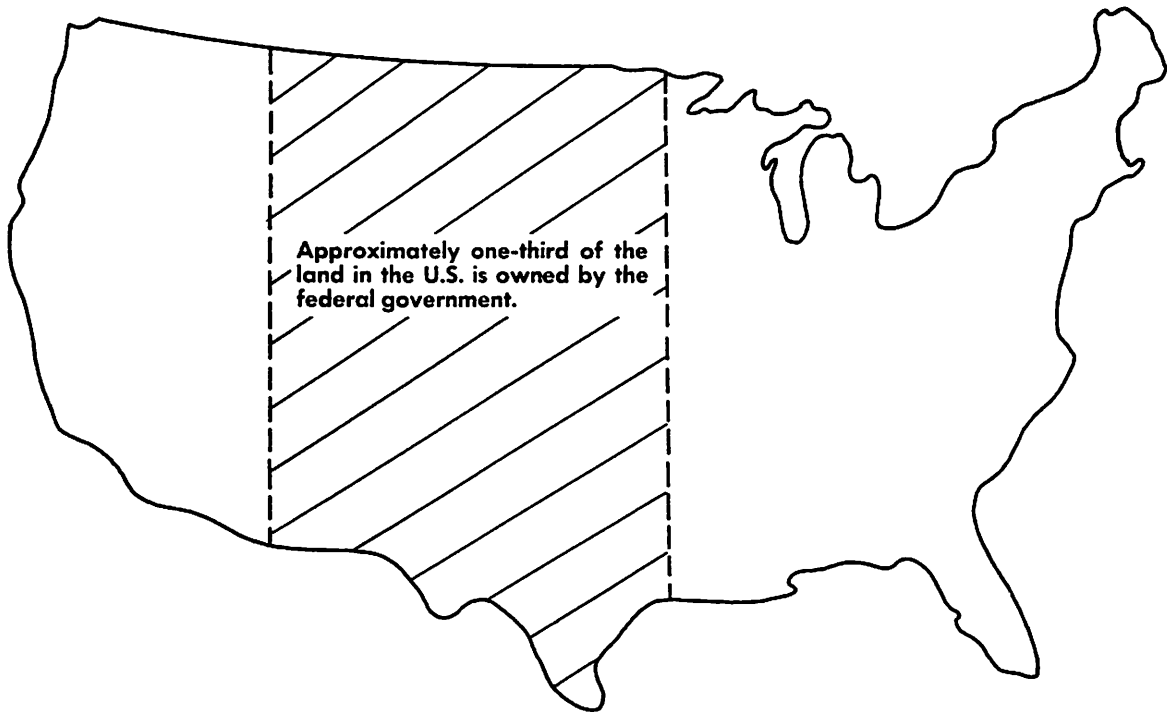 Approximately one-third of the
land in the U.S. is owned by the
federal government.